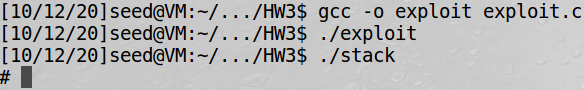 [10/12/20]seed@VM:~/.../HW3$ gcc -o exploit exploit.c
[10/12/20]seed@VM:~/.../HW3$ ./exploit
[10/12/20]seed@VM:~/.../HW3$ ./stack
#